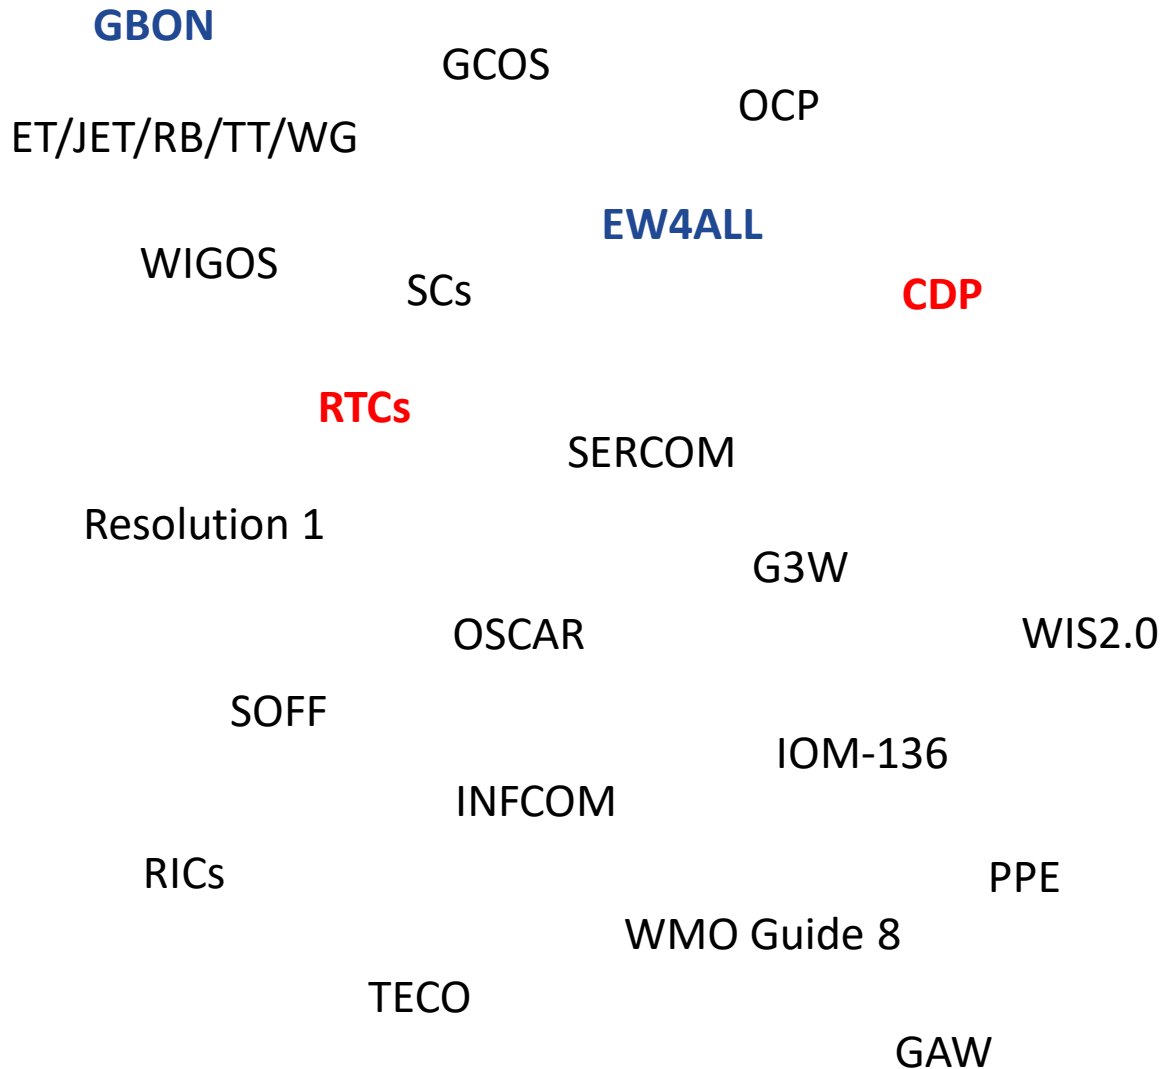 GBON
GCOS
OCP
ET/JET/RB/TT/WG
EW4ALL
WIGOS
SCs
CDP
RTCs
SERCOM
Resolution 1
G3W
OSCAR
WIS2.0
SOFF
IOM-136
INFCOM
RICs
PPE
WMO Guide 8
TECO
GAW